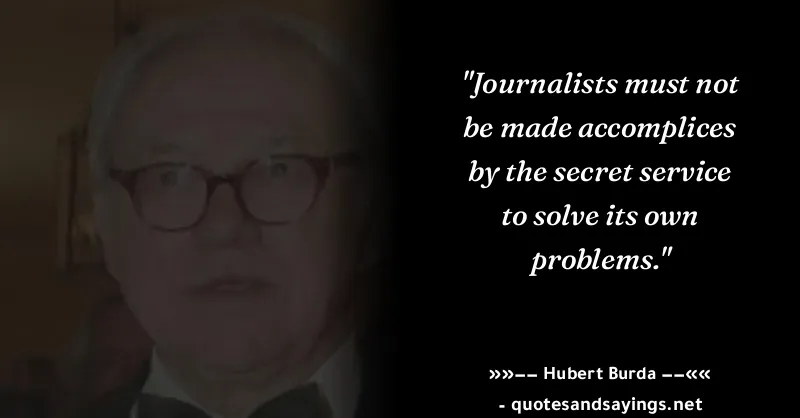 "Journalists must not
be made accomplices
by the secret service
to solve its own
problems."
»»–– Hubert Burda ––««
- quotesandsayings.net